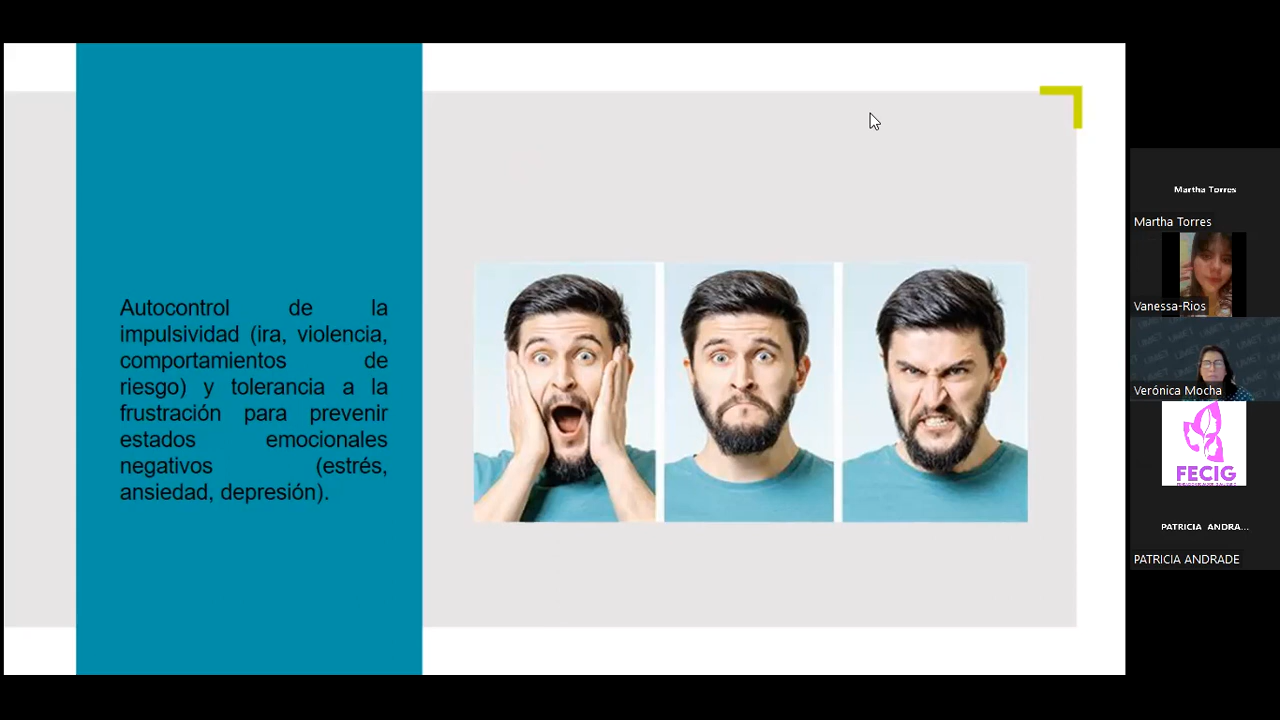 Autocontrol de la
impulsividad (ira, violencia,
comportamientos de
riesgo) y tolerancia a la
frustración para prevenir
estados emocionales
negativos (estrés,
ansiedad, depresión).
Martha Torres
Martha Torres
Vanessa-Rios
UMET
Verónica Mocha
FECIG
PATRICIA ANDRA...
PATRICIA ANDRADE